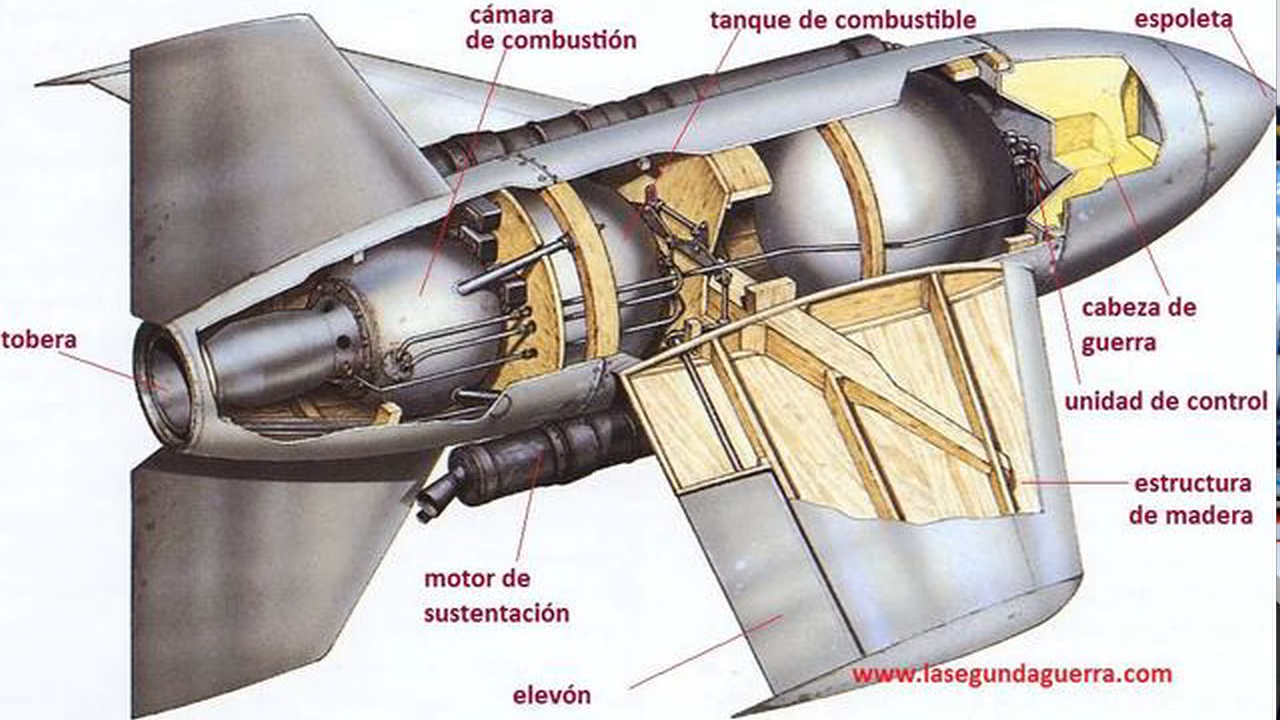 cámara
de combustión
tanque de combustible
espoleta
tobera
cabeza de
guerra
unidad de control
estructura
de madera
motor de
sustentación
elevón
www.lasegundaguerra.com